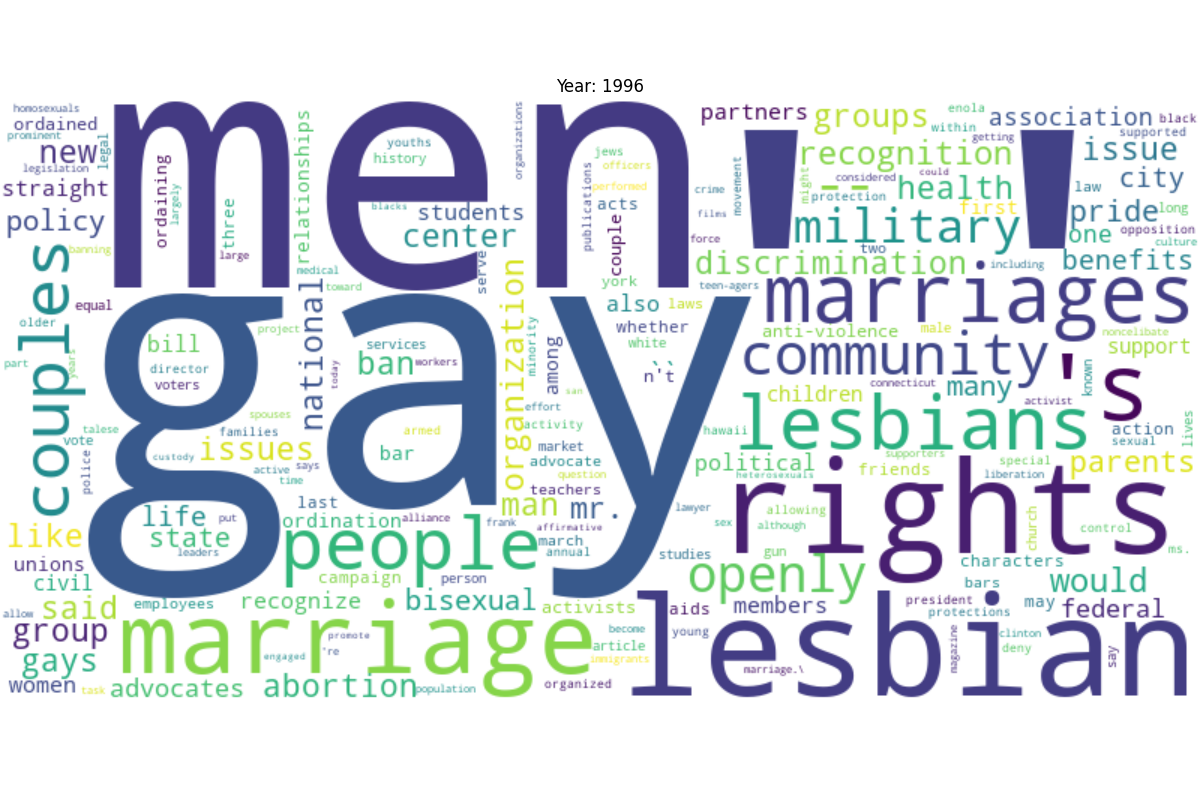 Year: 1996
homosexuals
ordained
prominent
new
legal
legislation
straight
policy
banning
couples
men
ordaining
largely
three
large
relationships
youths
history
blacks
students
center
organizations
serve
jews
officers
performed
publications
acts
couple
york
partners
groups
enola
within
association
black
getting
supported
''
recognition
issue
could
considered
--
might
protection
health
law
city
crime
movement
films
first
pride
long
military
opposition
force
two
one
culture
discrimination
including
benefits
teen-agers
marriages
medical
toward
national
organization
equal
older
part
years
gay
project
bill
director
voters
services
ban
workers
today
minority
among
also
laws
whether
white
``
n't
san
anti-violence
male
noncelibate
support
community
's
children
connecticut
many
known
activist
spouses
families
issues
talese
vote
police
custody
active
says
time
armed
bar
effort
activity
market
advocate
question
teachers
hawaii
lesbians
action
sexual
lives
political
heterosexuals
supporters
friends
special
liberation
parents
rights
last
man
mr.
life
put
state
leaders
like
ordination
alliance
frank
affirmative
march
annual
people
lawyer
sex
allowing
although
church
control
ms.
studies
gun
characters
unions
civil
campaign
person
openly
bars
would
allow
said
employees
recognize
bisexual
activists
aids
members
president
protections
may
federal
group
marriage
promote
're
engaged
become
young
article
immigrants
lesbian
marriage.\
magazine
clinton
deny
say
gays
women
task
advocates
abortion
population
organized